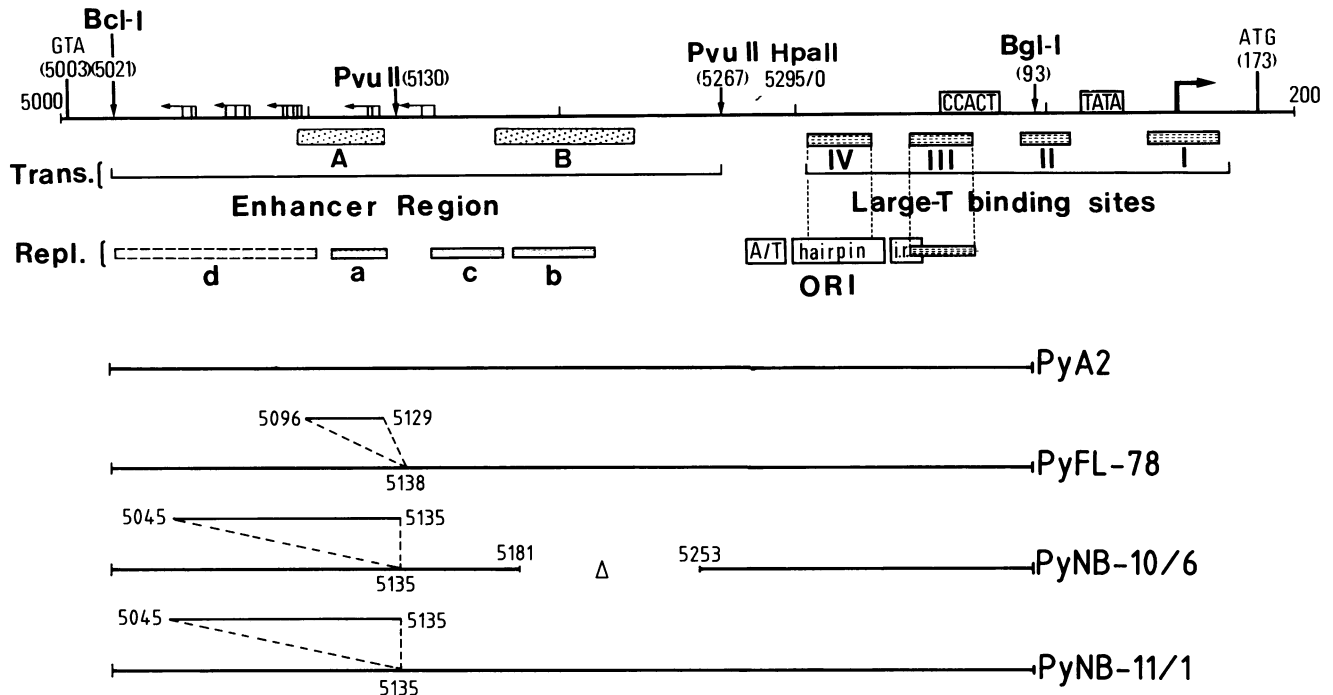 Bcl-I
GTA
(5003)(5021)
Pvu II (5130)
Pvu II HpaII
(5267) 5295/0
Bgl-I
(93)
ATG
(173)
5000
CCACT
TATA
200
A
B
IV
III
II
I
Trans.
Enhancer Region
Large-T binding sites
Repl.
d
a
c
b
A/T
hairpin
i.r.
ORI
PyA2
5096
5129
PyFL-78
5138
5045
5135
5181
Δ
5253
PyNB-10/6
5135
5045
5135
PyNB-11/1
5135